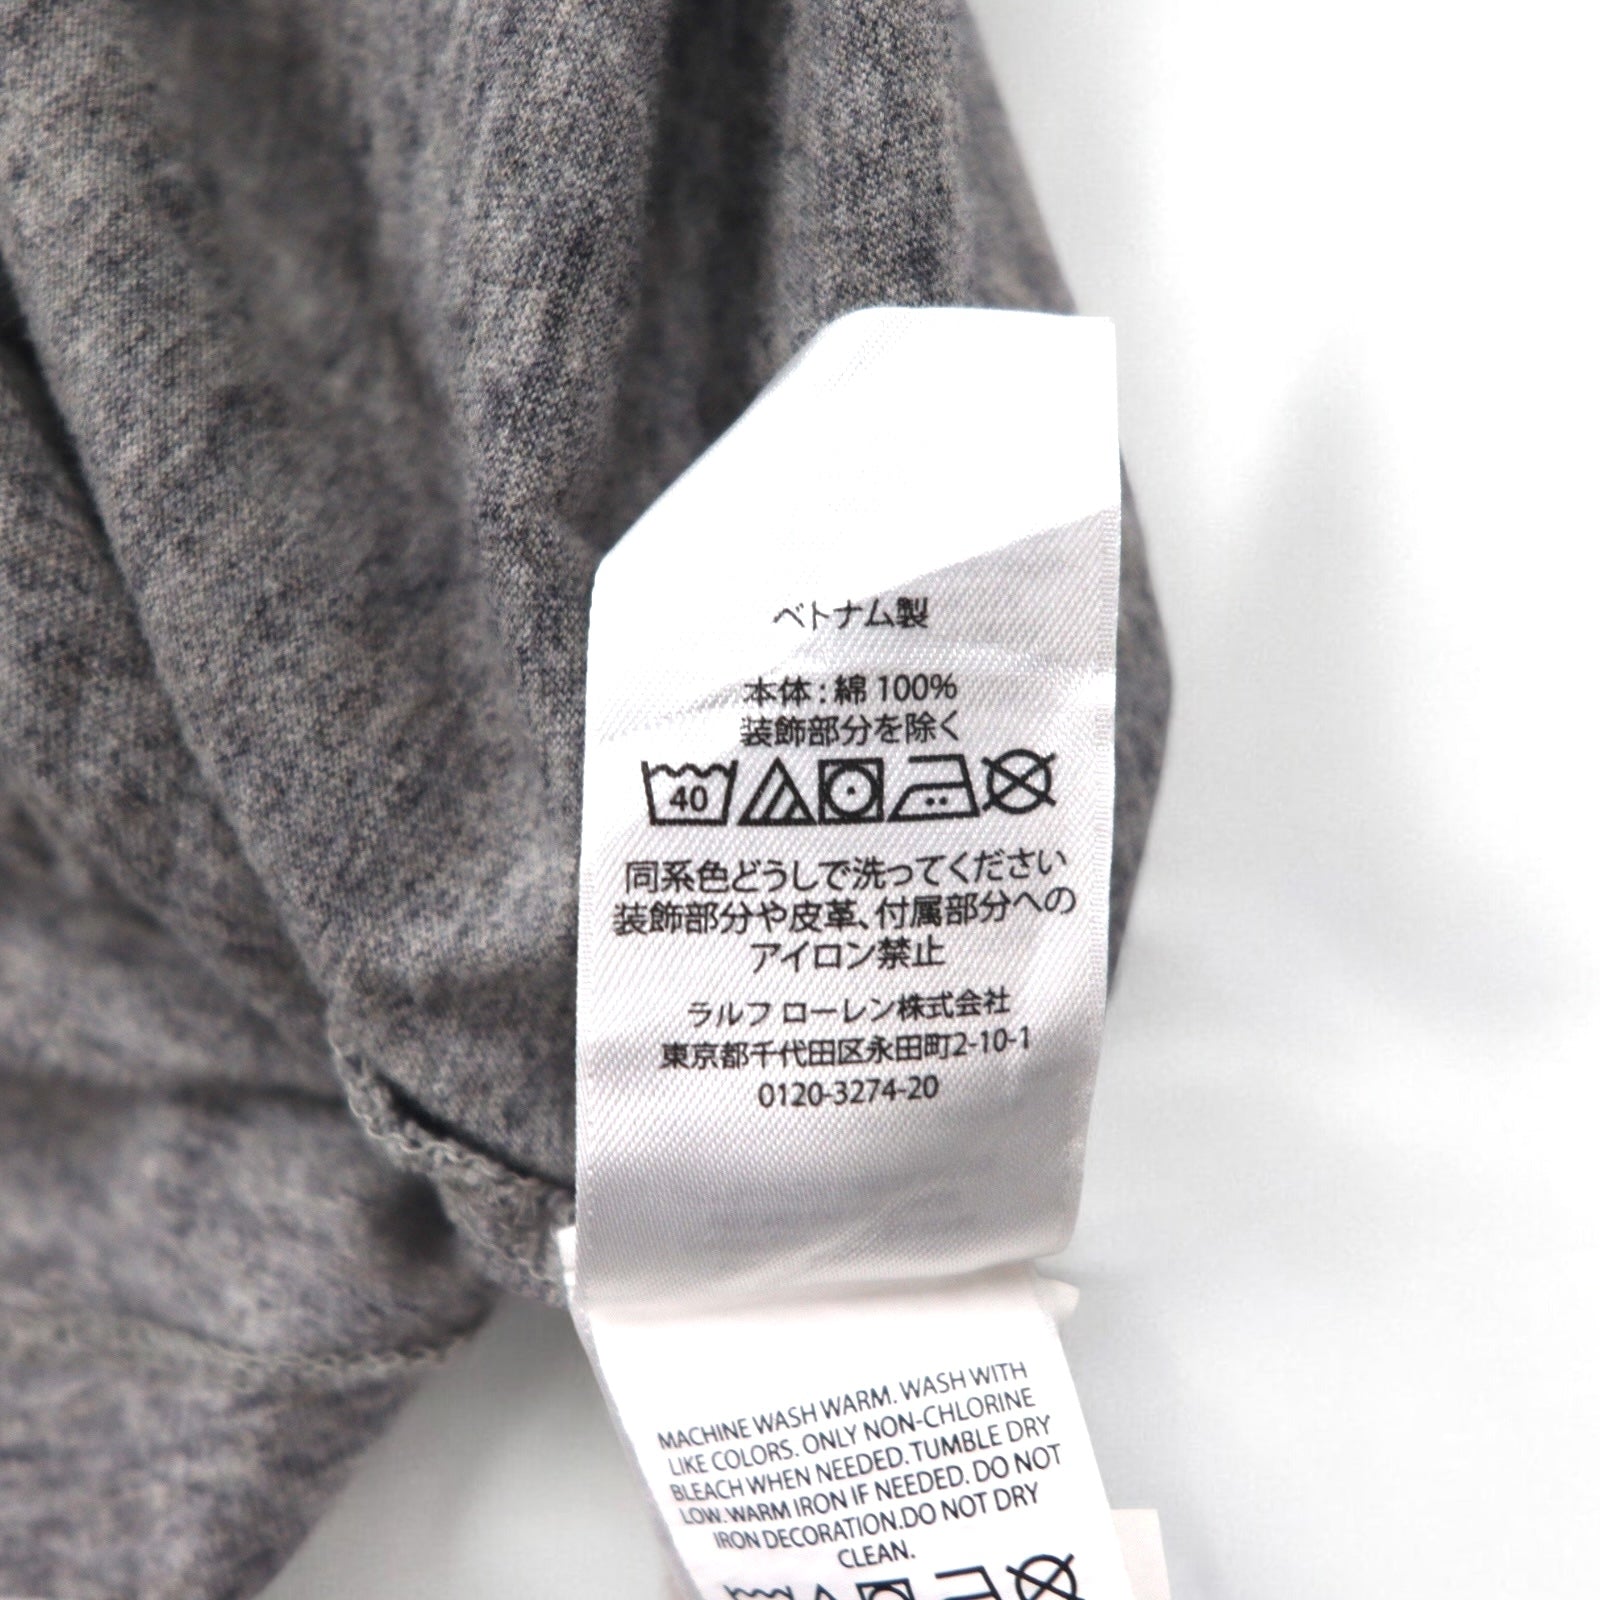 ベトナム製
本体:綿 100%
装飾部分を除く
40
同系色どうしで洗ってください
装飾部分や皮革、付属部分への
アイロン禁止
ラルフ ローレン株式会社
東京都千代田区永田町2-10-1
0120-3274-20
MACHINE WASH WARM. WASH WITH
LIKE COLORS. ONLY NON-CHLORINE
BLEACH WHEN NEEDED. TUMBLE DRY
LOW. WARM IRON IF NEEDED. DO NOT
IRON DECORATION.DO NOT DRY
CLEAN.